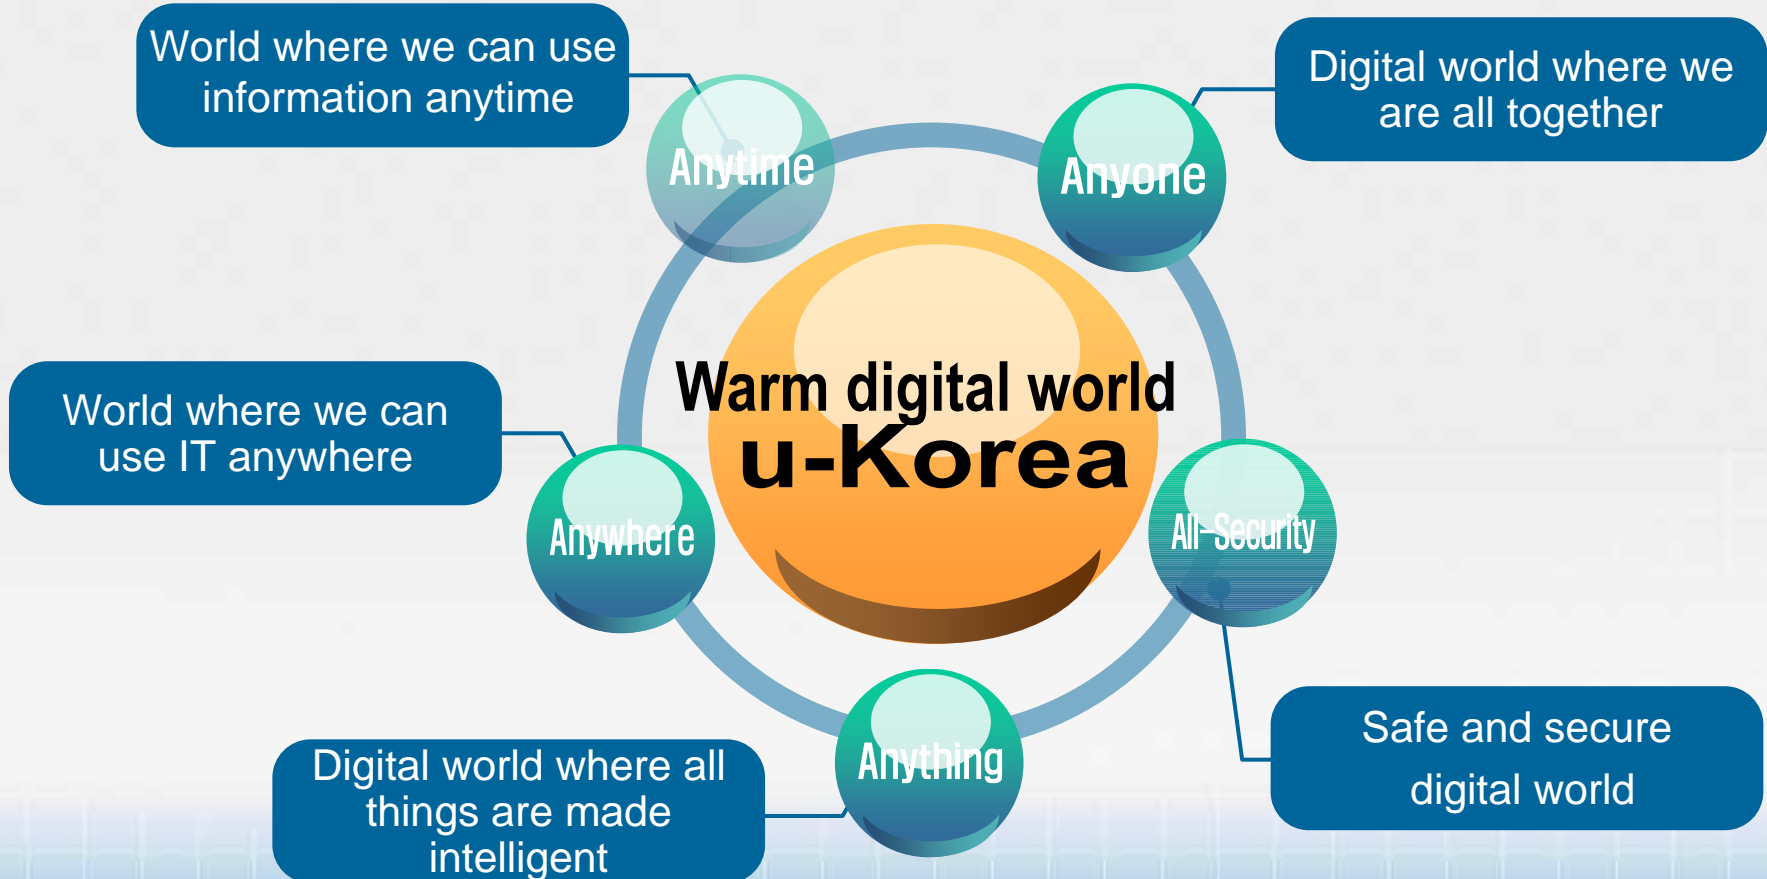 World where we can use
information anytime
Anytime
Anyone
Digital world where we
are all together
Warm digital world
u-Korea
World where we can
use IT anywhere
Anywhere
All-Security
Safe and secure
digital world
Anything
Digital world where all
things are made
intelligent